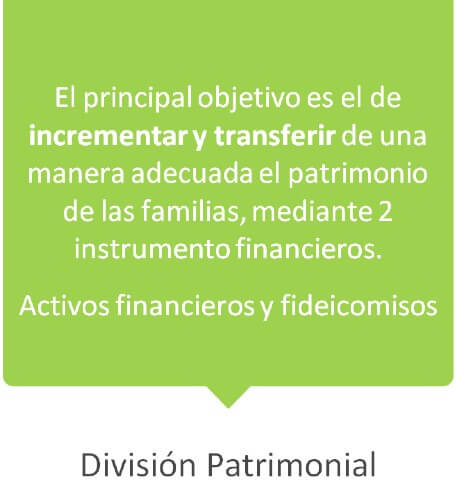 El principal objetivo es el de
incrementar y transferir de una
manera adecuada el patrimonio
de las familias, mediante 2
instrumento financieros.
Activos financieros y fideicomisos
División Patrimonial